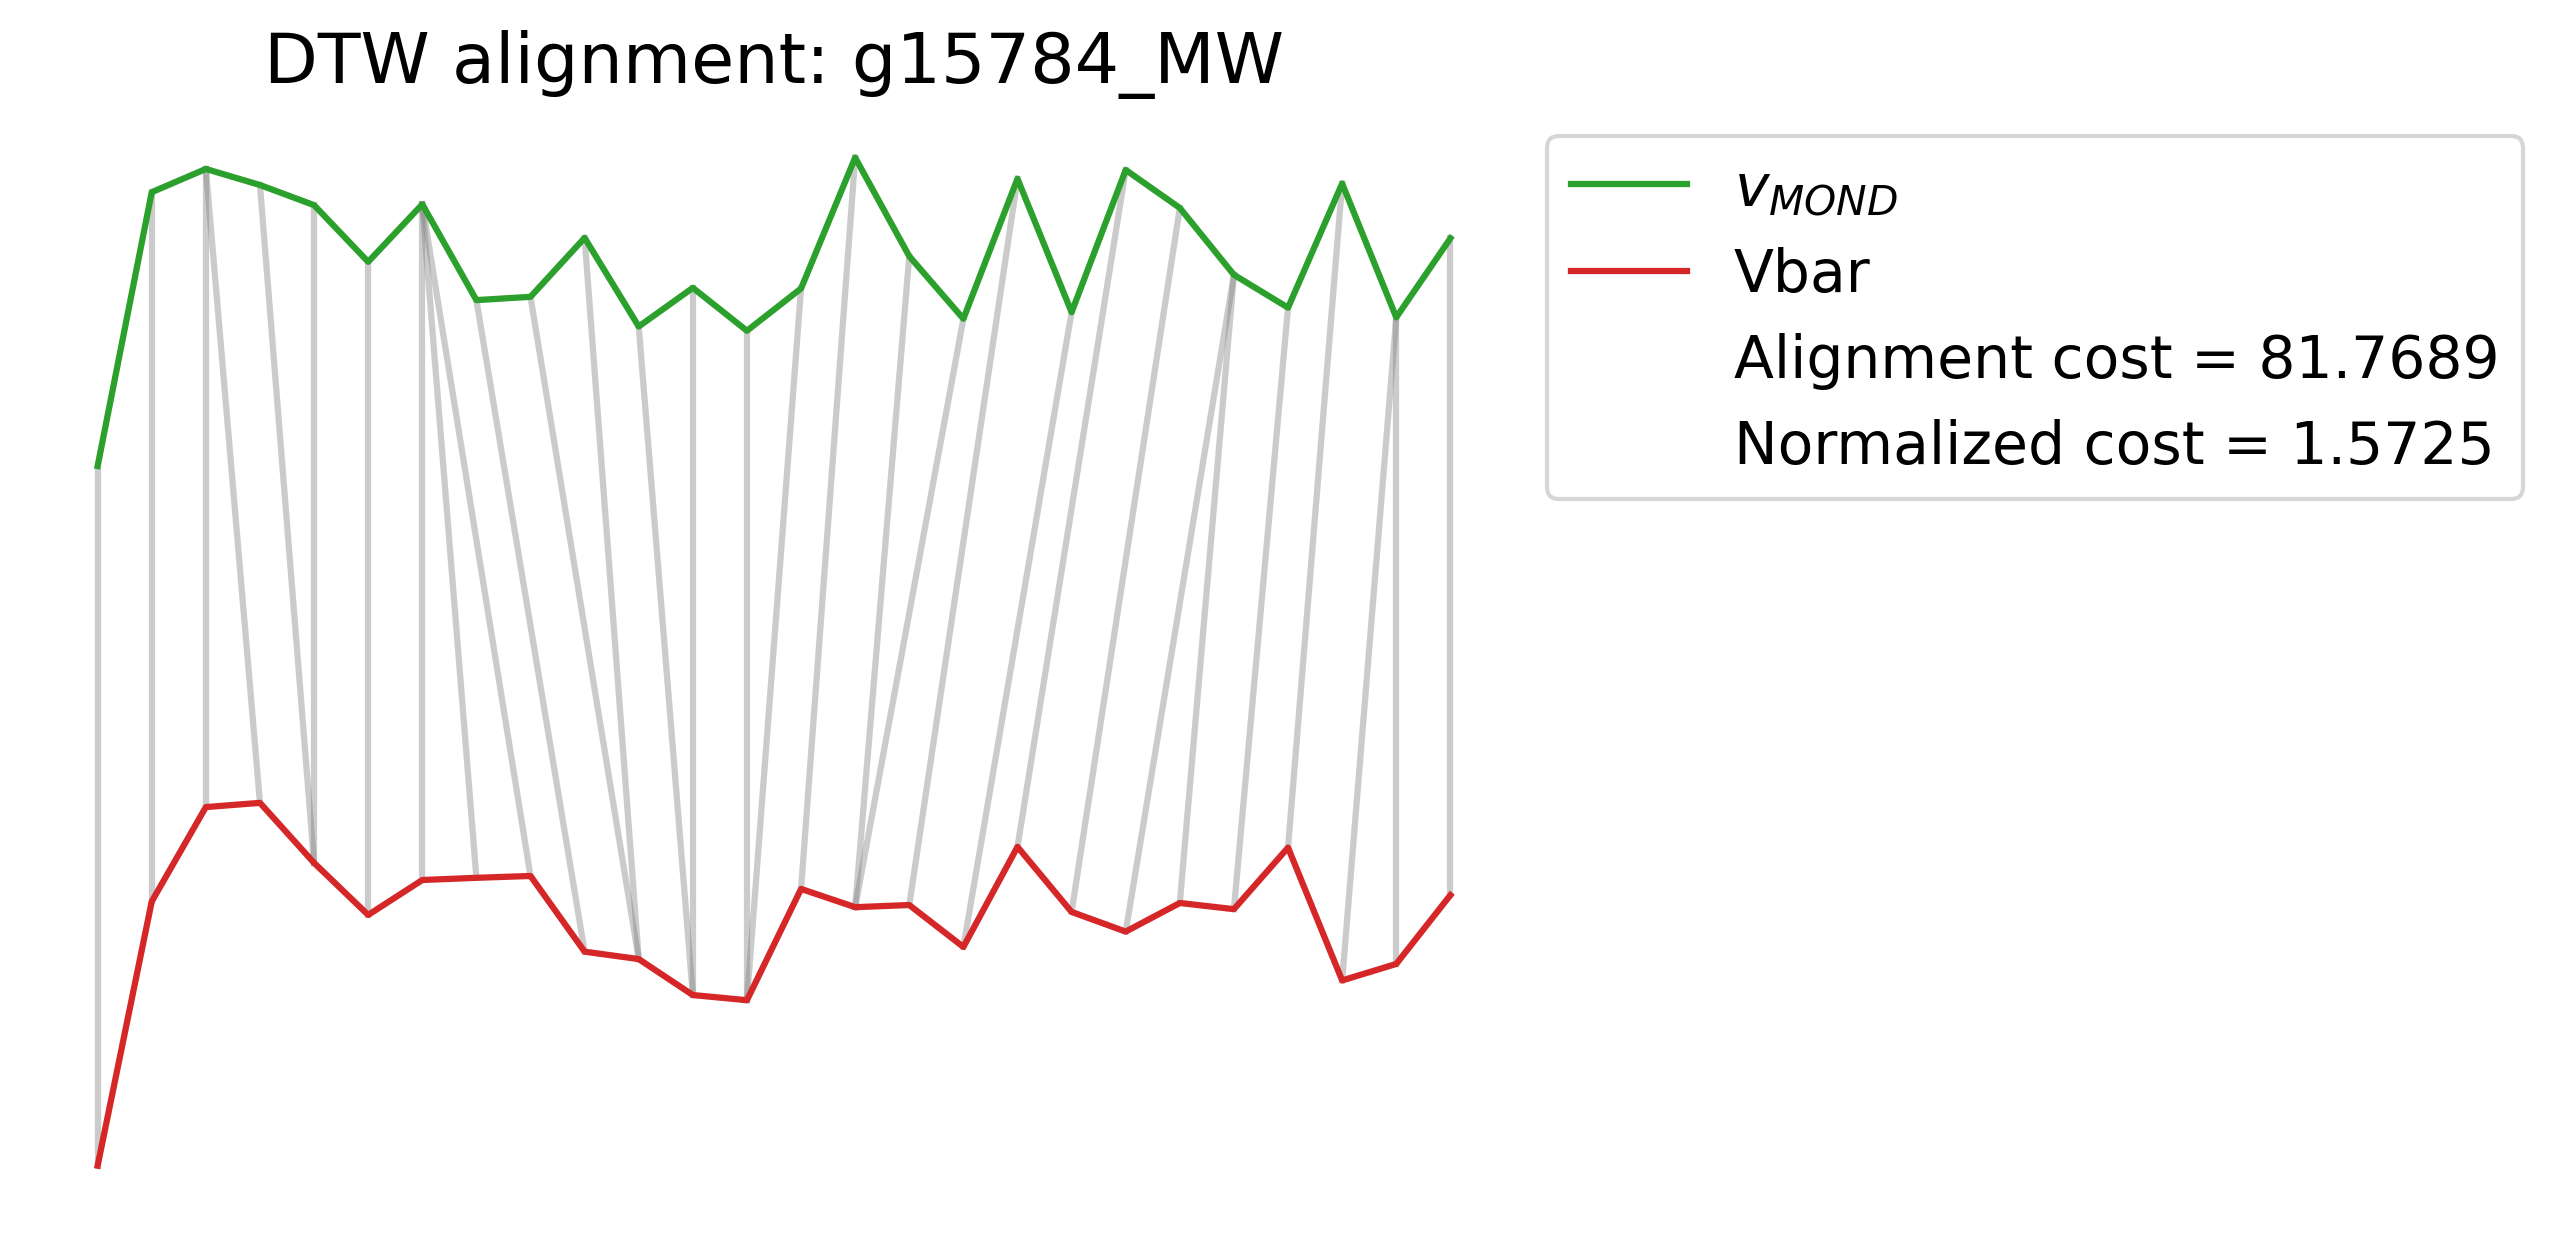 DTW alignment: g15784_MW
v_MOND
Vbar
Alignment cost = 81.7689
Normalized cost = 1.5725